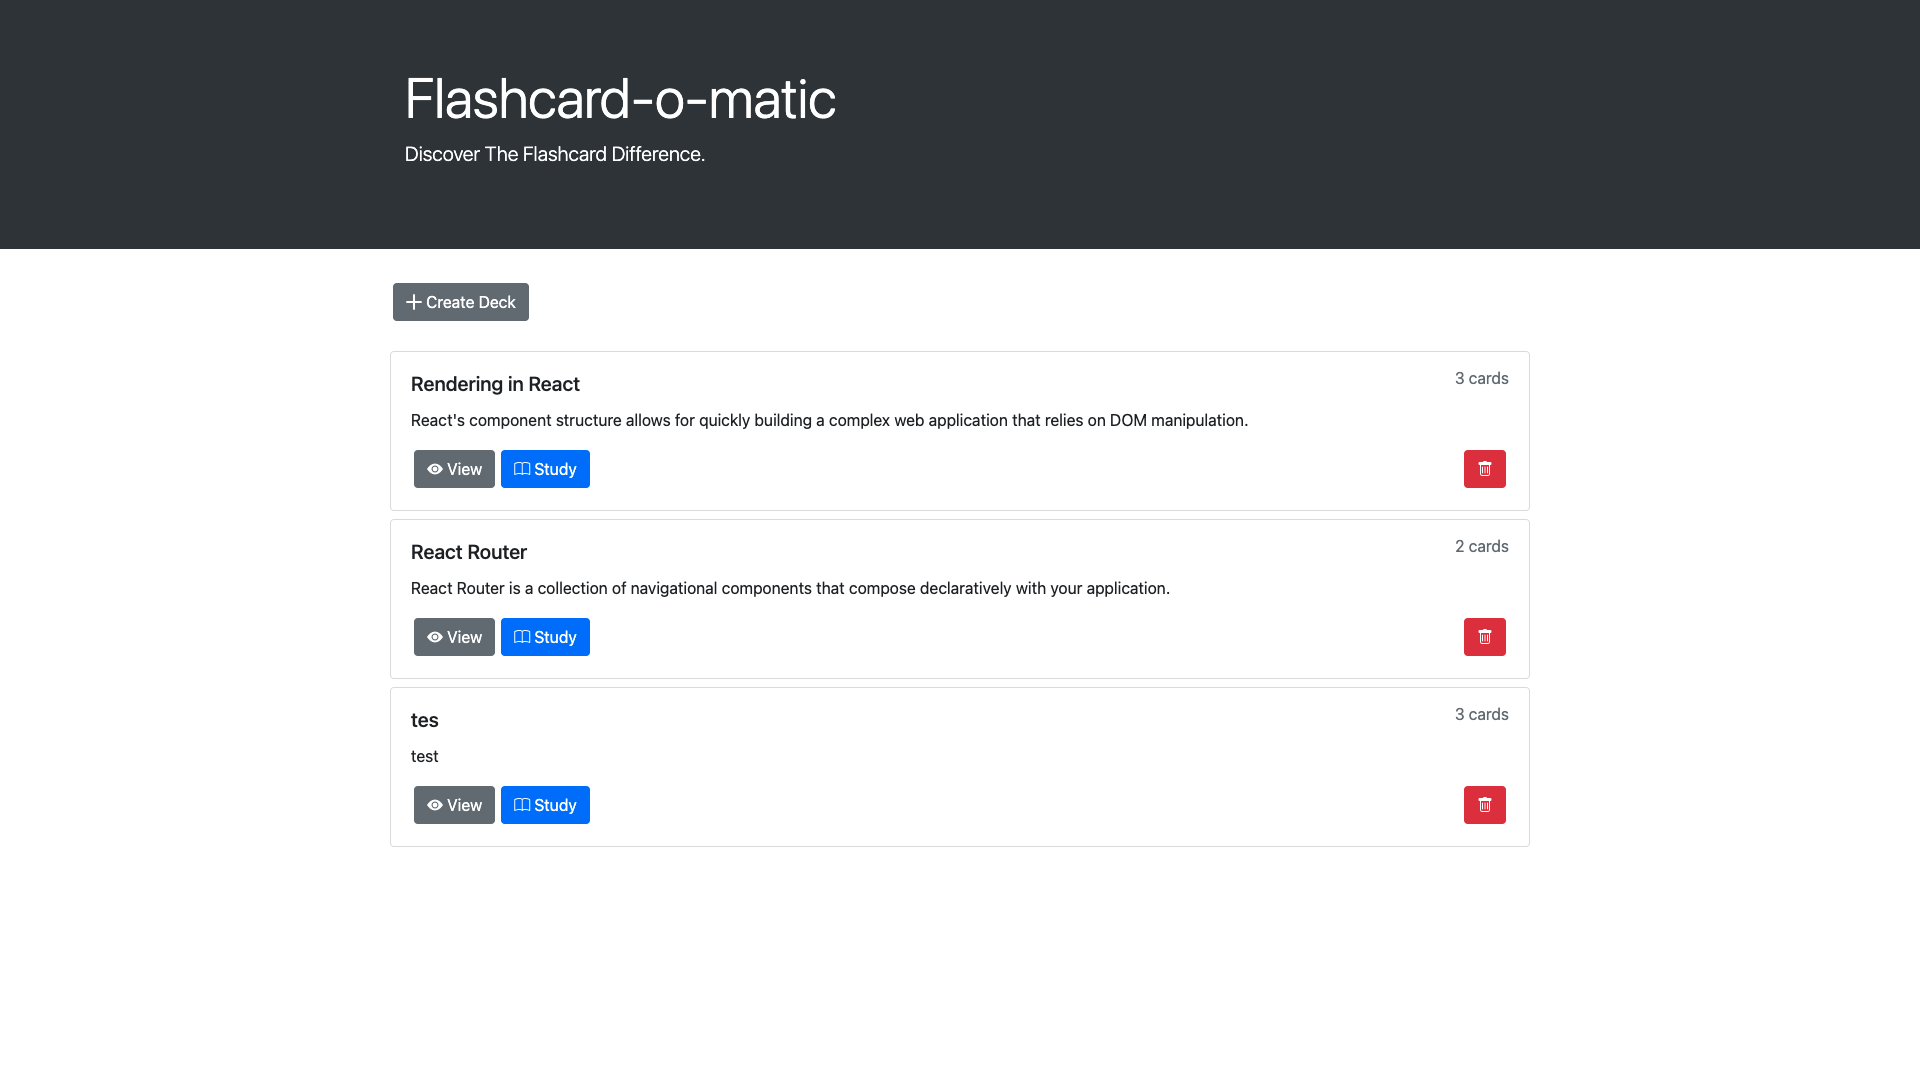 Flashcard-o-matic
Discover The Flashcard Difference.
Create Deck
Rendering in React
3 cards
React's component structure allows for quickly building a complex web application that relies on DOM manipulation.
View Study
React Router
2 cards
React Router is a collection of navigational components that compose declaratively with your application.
View Study
tes
3 cards
test
View Study